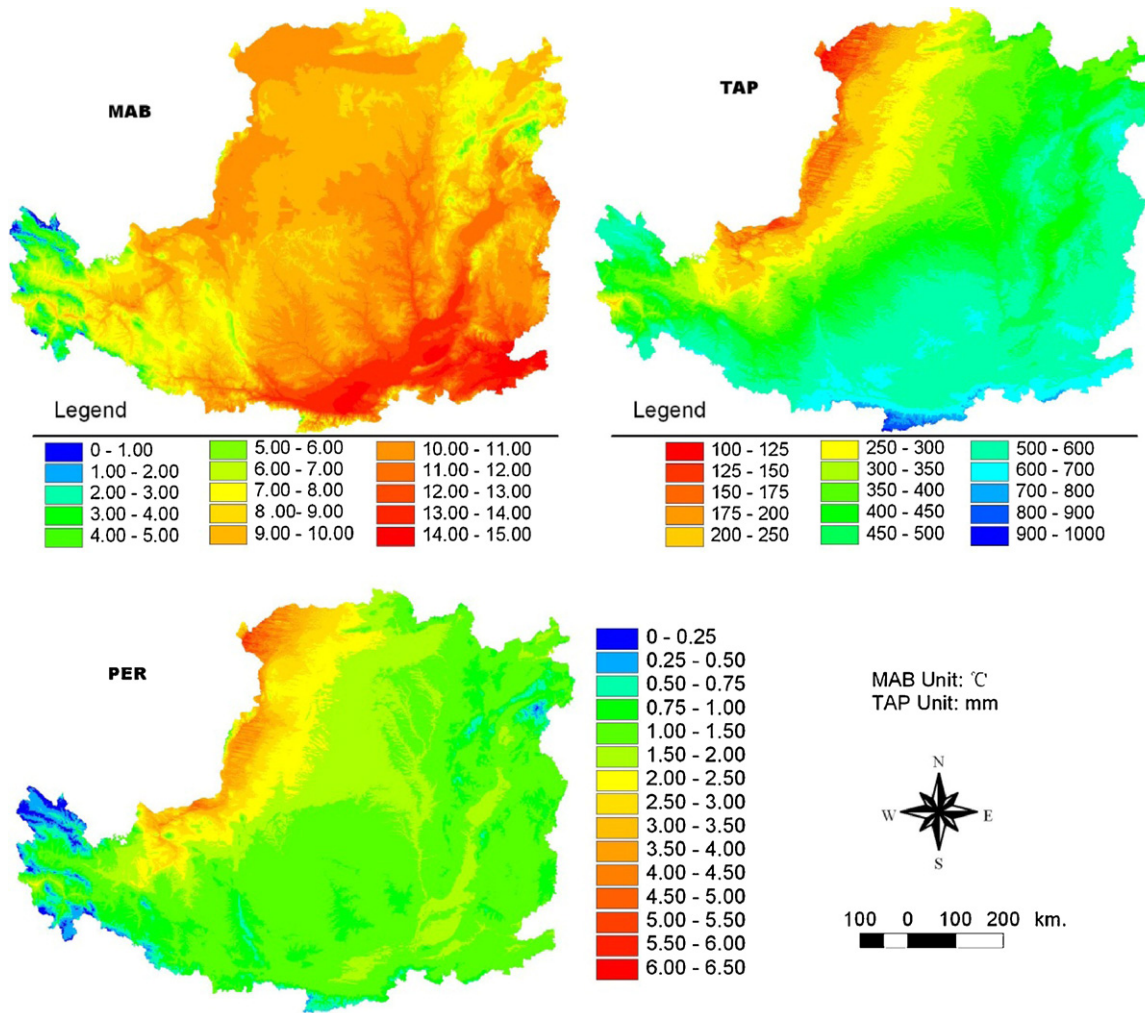 MAB
TAP
Legend
0 - 1.00
1.00 - 2.00
2.00 - 3.00
3.00 - 4.00
4.00 - 5.00
5.00 - 6.00
6.00 - 7.00
7.00 - 8.00
8 .00 - 9.00
9.00 - 10.00
10.00 - 11.00
11.00 - 12.00
12.00 - 13.00
13.00 - 14.00
14.00 - 15.00
Legend
100 - 125
125 - 150
150 - 175
175 - 200
200 - 250
250 - 300
300 - 350
350 - 400
400 - 450
450 - 500
500 - 600
600 - 700
700 - 800
800 - 900
900 - 1000
PER
0 - 0.25
0.25 - 0.50
0.50 - 0.75
0.75 - 1.00
1.00 - 1.50
1.50 - 2.00
2.00 - 2.50
2.50 - 3.00
3.00 - 3.50
3.50 - 4.00
4.00 - 4.50
4.50 - 5.00
5.00 - 5.50
5.50 - 6.00
6.00 - 6.50
MAB Unit: ℃
TAP Unit: mm
N
W E
S
100 0 100 200 km.